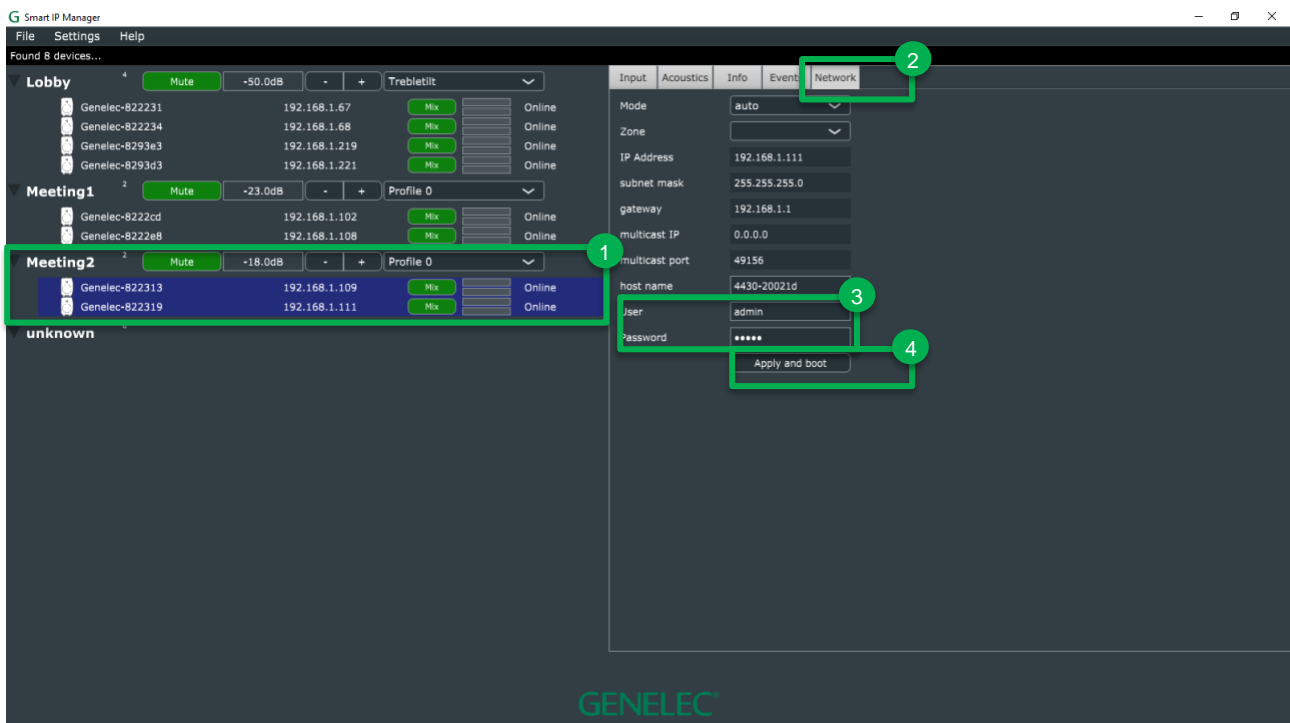 G Smart IP Manager
File Settings Help
Found 8 devices...
Lobby 4 Mute -50.0dB - + Trebletilt
Genelec-822231 192.168.1.67 Mix Online
Genelec-822234 192.168.1.68 Mix Online
Genelec-8293e3 192.168.1.219 Mix Online
Genelec-8293d3 192.168.1.221 Mix Online
Meeting1 2 Mute -23.0dB - + Profile 0
Genelec-8222cd 192.168.1.102 Mix Online
Genelec-8222e8 192.168.1.108 Mix Online
1
Meeting2 2 Mute -18.0dB - + Profile 0
Genelec-822313 192.168.1.109 Mix Online
Genelec-822319 192.168.1.111 Mix Online
unknown
2
Input Acoustics Info Event Network
Mode auto
Zone
IP Address 192.168.1.111
subnet mask 255.255.255.0
gateway 192.168.1.1
multicast IP 0.0.0.0
multicast port 49156
host name 4430-20021d
3
User admin
Password •••••
4
Apply and boot
GENELEC®